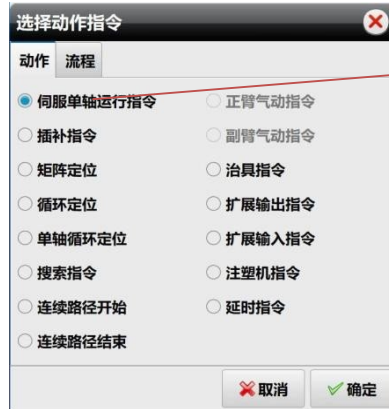 选择动作指令
动作 流程
伺服单轴运行指令 正臂气动指令
插补指令 副臂气动指令
矩阵定位 治具指令
循环定位 扩展输出指令
单轴循环定位 扩展输入指令
搜索指令 注塑机指令
连续路径开始 延时指令
连续路径结束
取消 确定